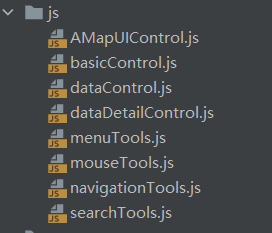 js
AMapUIControl.js
basicControl.js
dataControl.js
dataDetailControl.js
menuTools.js
mouseTools.js
navigationTools.js
searchTools.js